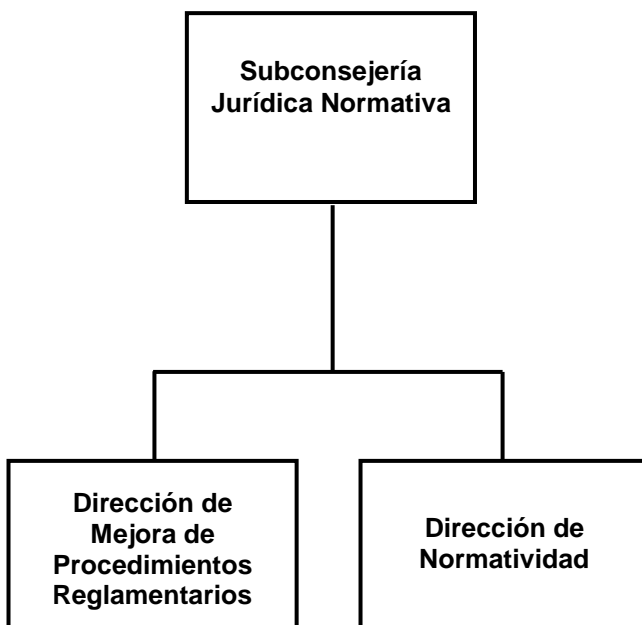 Subconsejería
Jurídica Normativa
Dirección de
Mejora de
Procedimientos
Reglamentarios
Dirección de
Normatividad